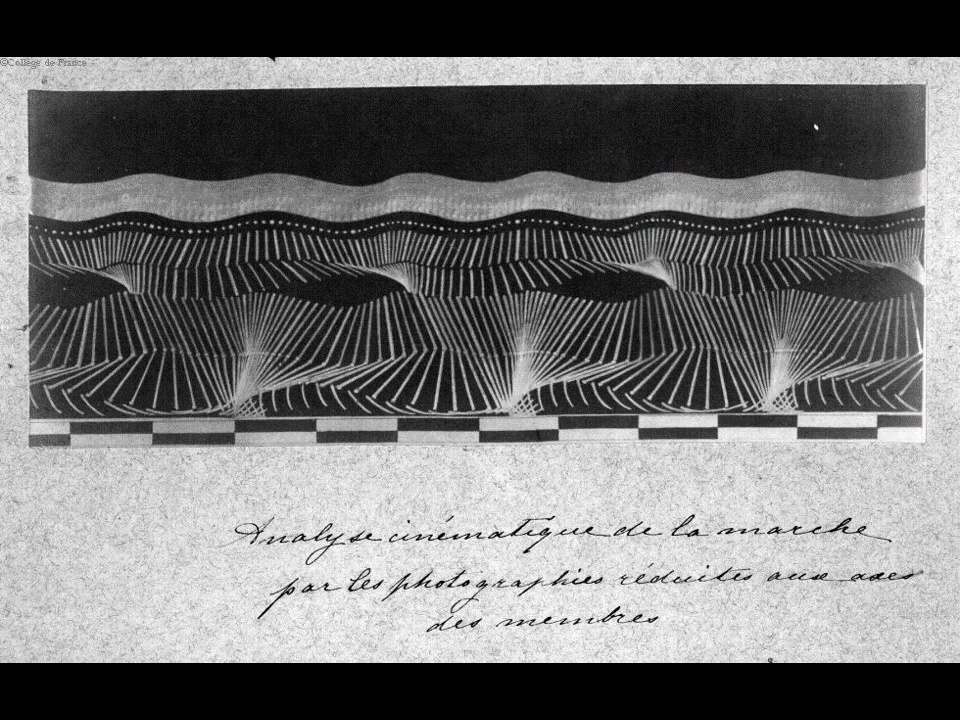 ©Collège de France
Analyse cinématique de la marche
par les photographies réduites aux axes
des membres